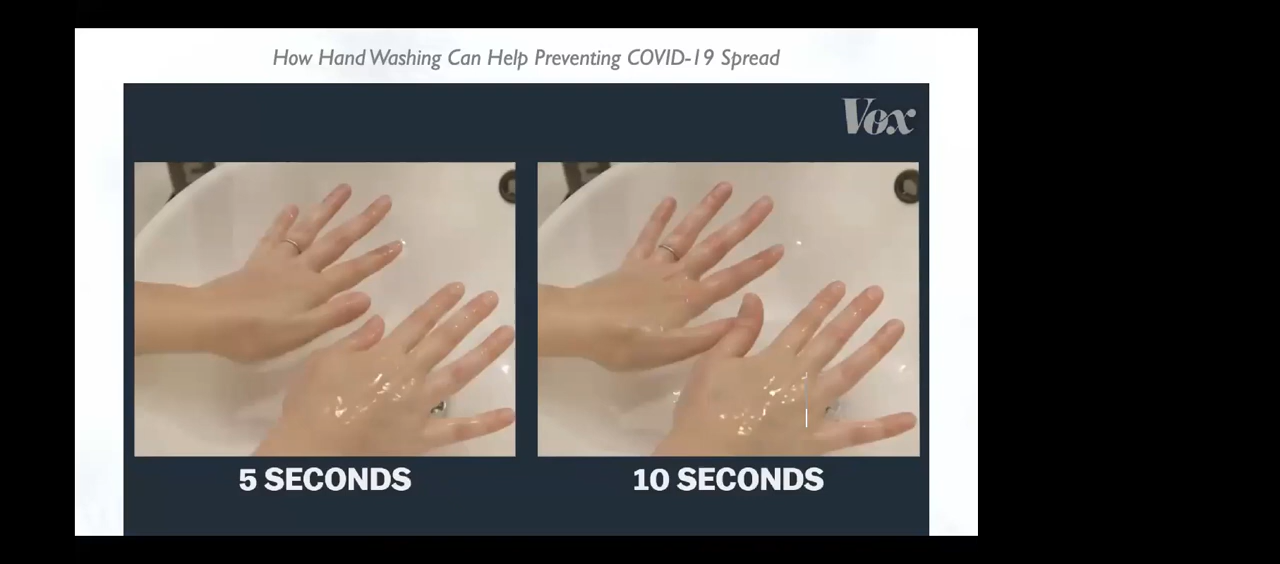 How Hand Washing Can Help Preventing COVID-19 Spread
Vox
5 SECONDS
10 SECONDS